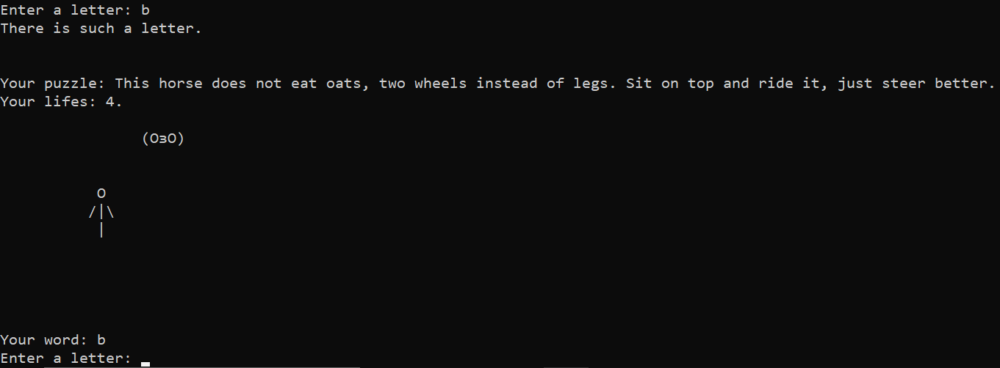 Enter a letter: b
There is such a letter.
Your puzzle: This horse does not eat oats, two wheels instead of legs. Sit on top and ride it, just steer better.
Your lifes: 4.
(OзO)
O
/|\
|
Your word: b
Enter a letter: